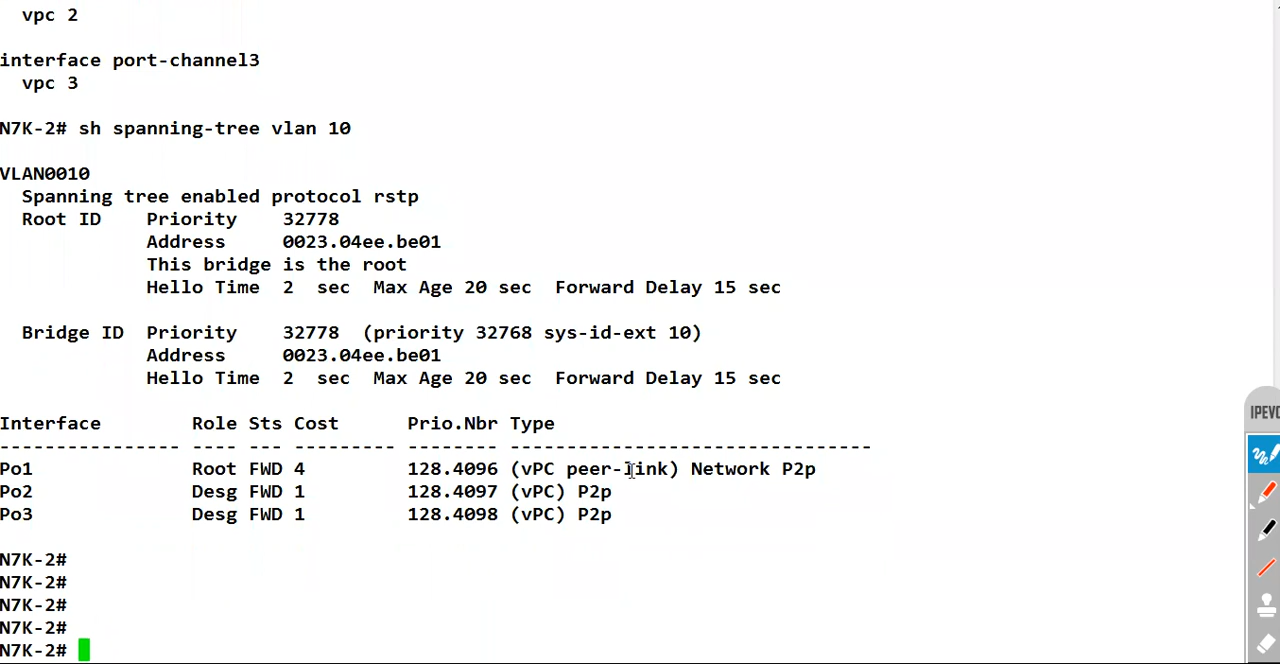 vpc 2
interface port-channel3
vpc 3
N7K-2# sh spanning-tree vlan 10
VLAN0010
Spanning tree enabled protocol rstp
Root ID Priority 32778
Address 0023.04ee.be01
This bridge is the root
Hello Time 2 sec Max Age 20 sec Forward Delay 15 sec
Bridge ID Priority 32778 (priority 32768 sys-id-ext 10)
Address 0023.04ee.be01
Hello Time 2 sec Max Age 20 sec Forward Delay 15 sec
Interface Role Sts Cost Prio.Nbr Type
---------------- ---- --- --------- -------- --------------------------------
Po1 Root FWD 4 128.4096 (vPC peer-link) Network P2p
Po2 Desg FWD 1 128.4097 (vPC) P2p
Po3 Desg FWD 1 128.4098 (vPC) P2p
N7K-2#
N7K-2#
N7K-2#
N7K-2#
N7K-2#